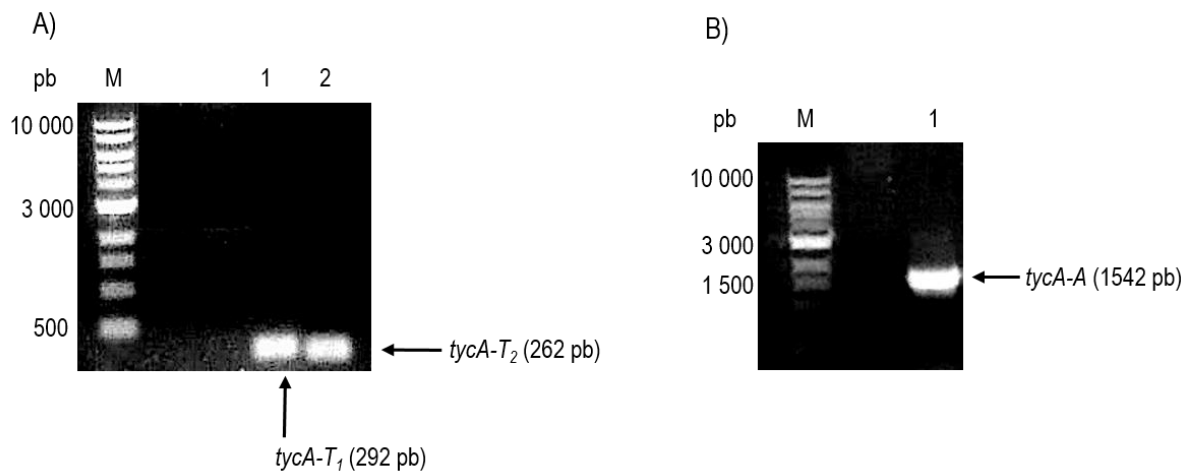 A)
pb M 1 2
10 000
3 000
500
tycA-T₂ (262 pb)
tycA-T₁ (292 pb)
B)
pb M 1
10 000
3 000
1 500
tycA-A (1542 pb)